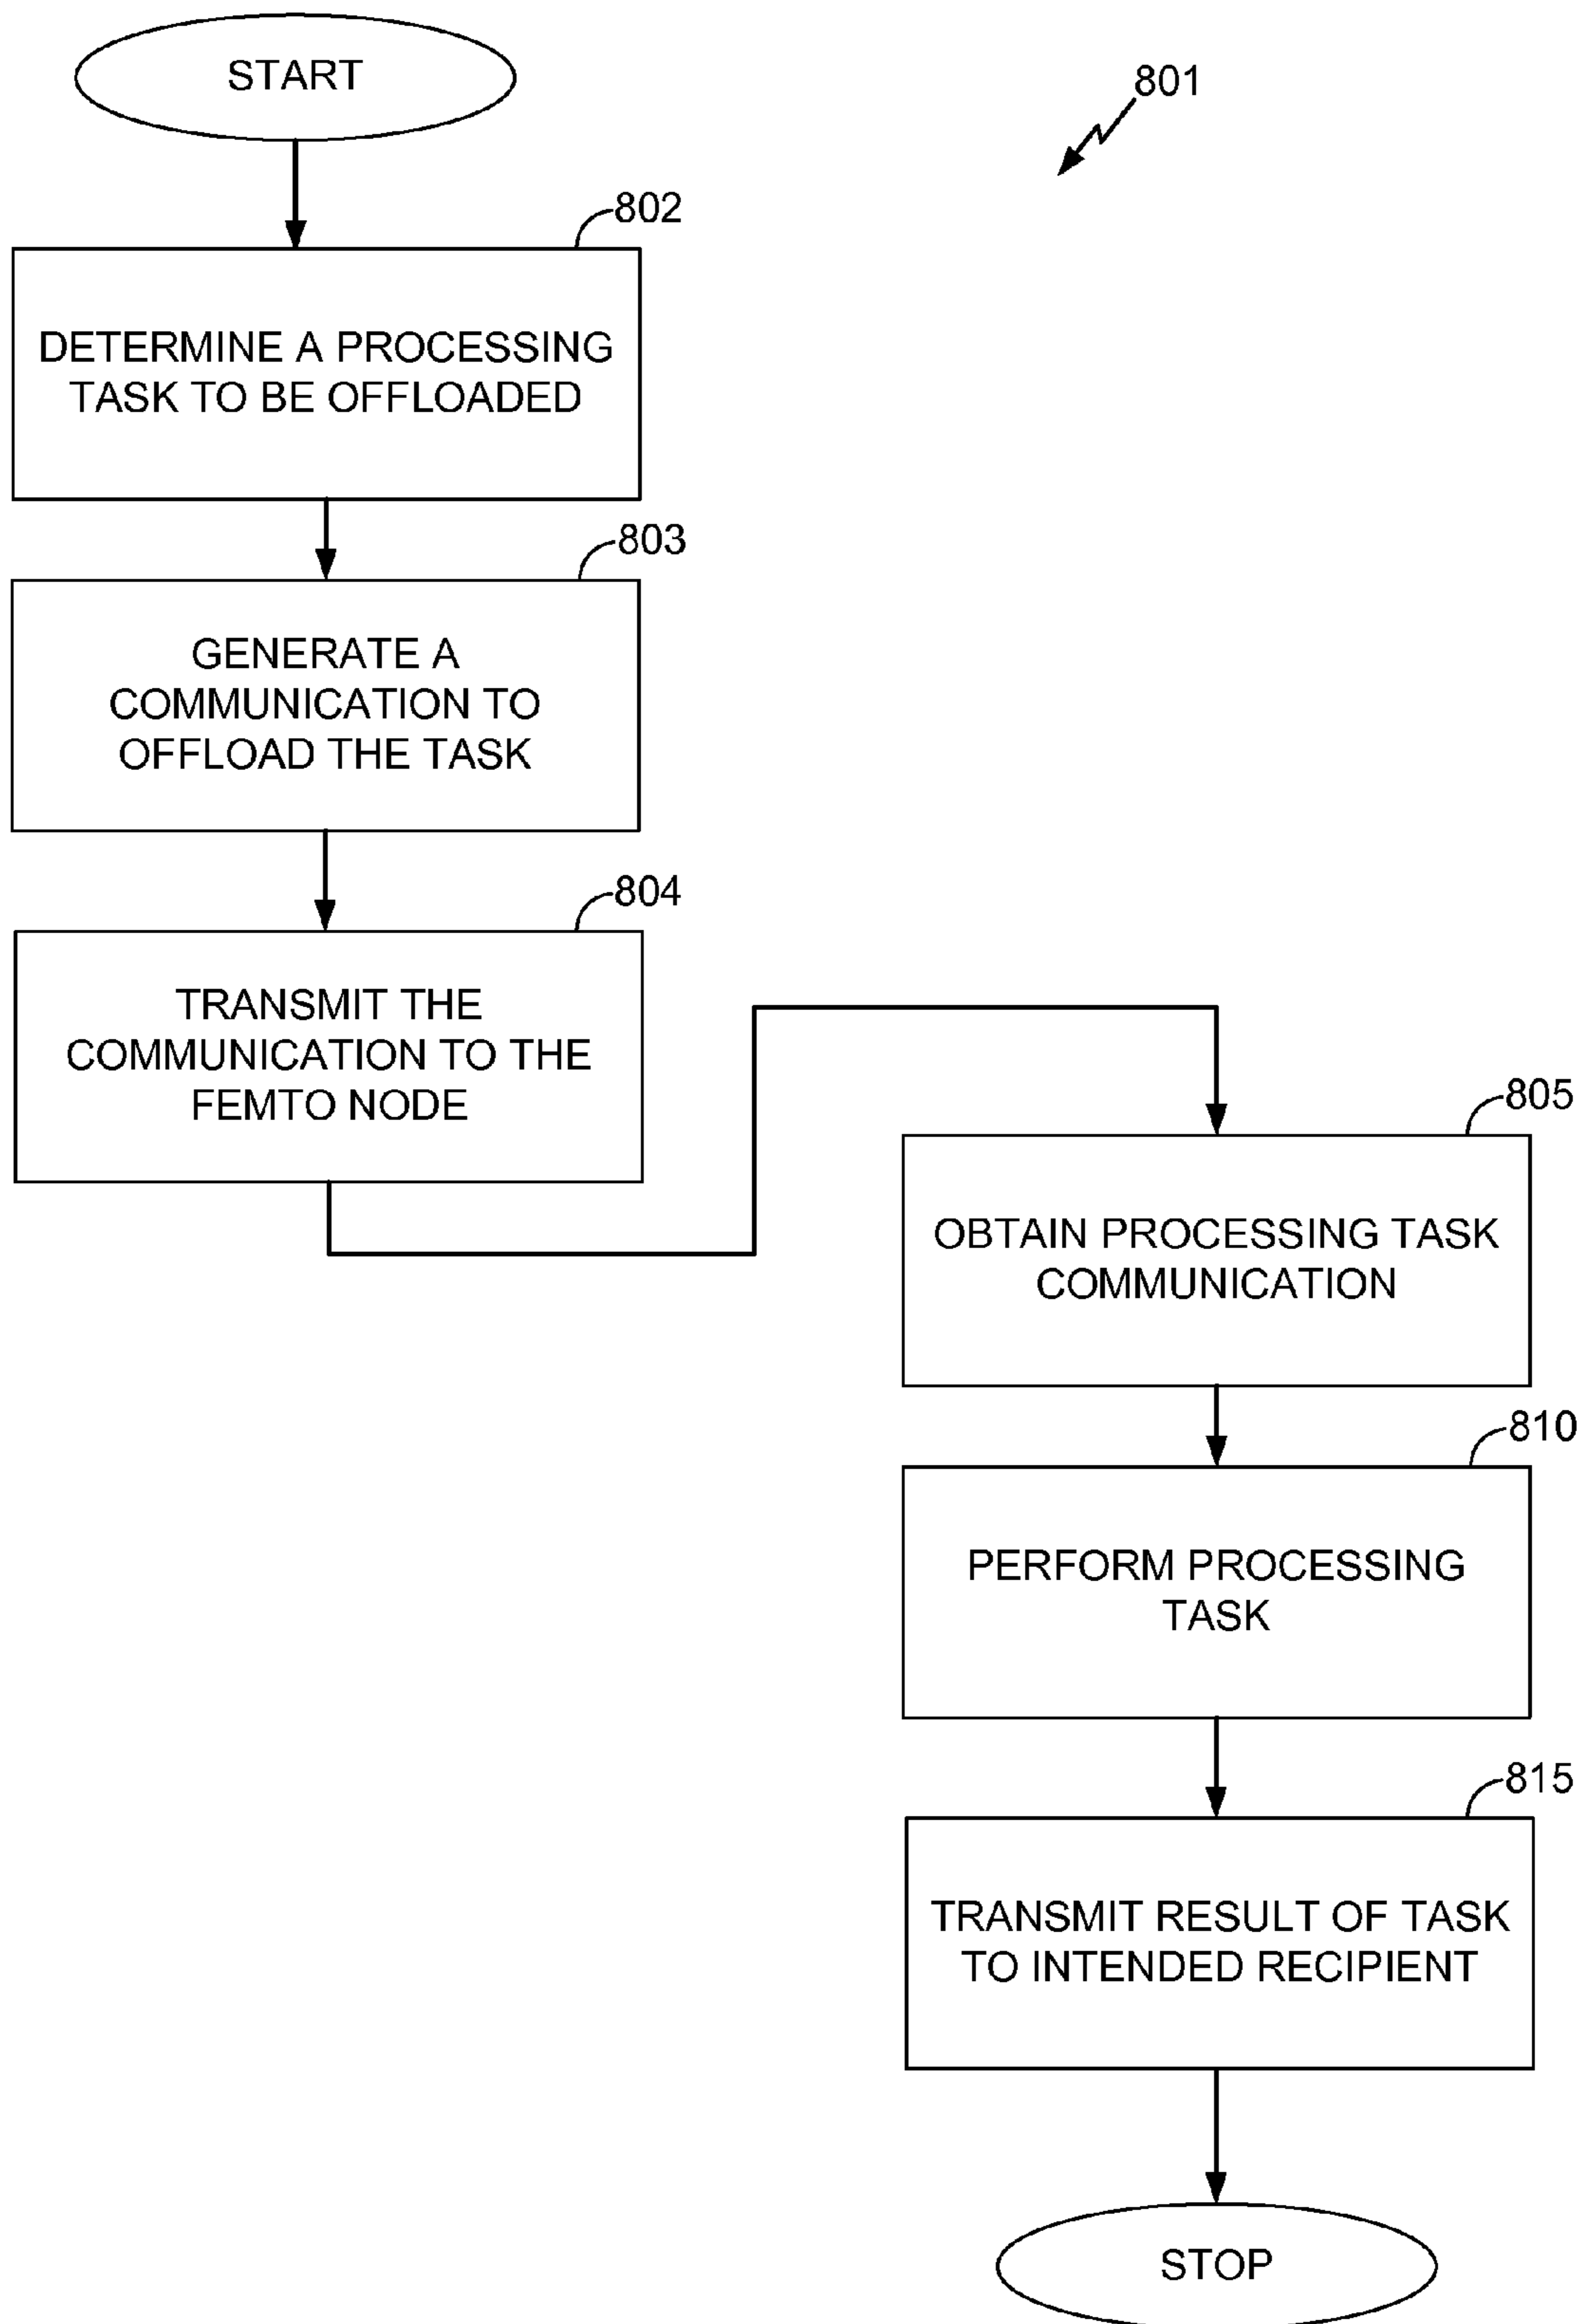 START
801
802
DETERMINE A PROCESSING
TASK TO BE OFFLOADED
803
GENERATE A
COMMUNICATION TO
OFFLOAD THE TASK
804
TRANSMIT THE
COMMUNICATION TO THE
FEMTO NODE
805
OBTAIN PROCESSING TASK
COMMUNICATION
810
PERFORM PROCESSING
TASK
815
TRANSMIT RESULT OF TASK
TO INTENDED RECIPIENT
STOP